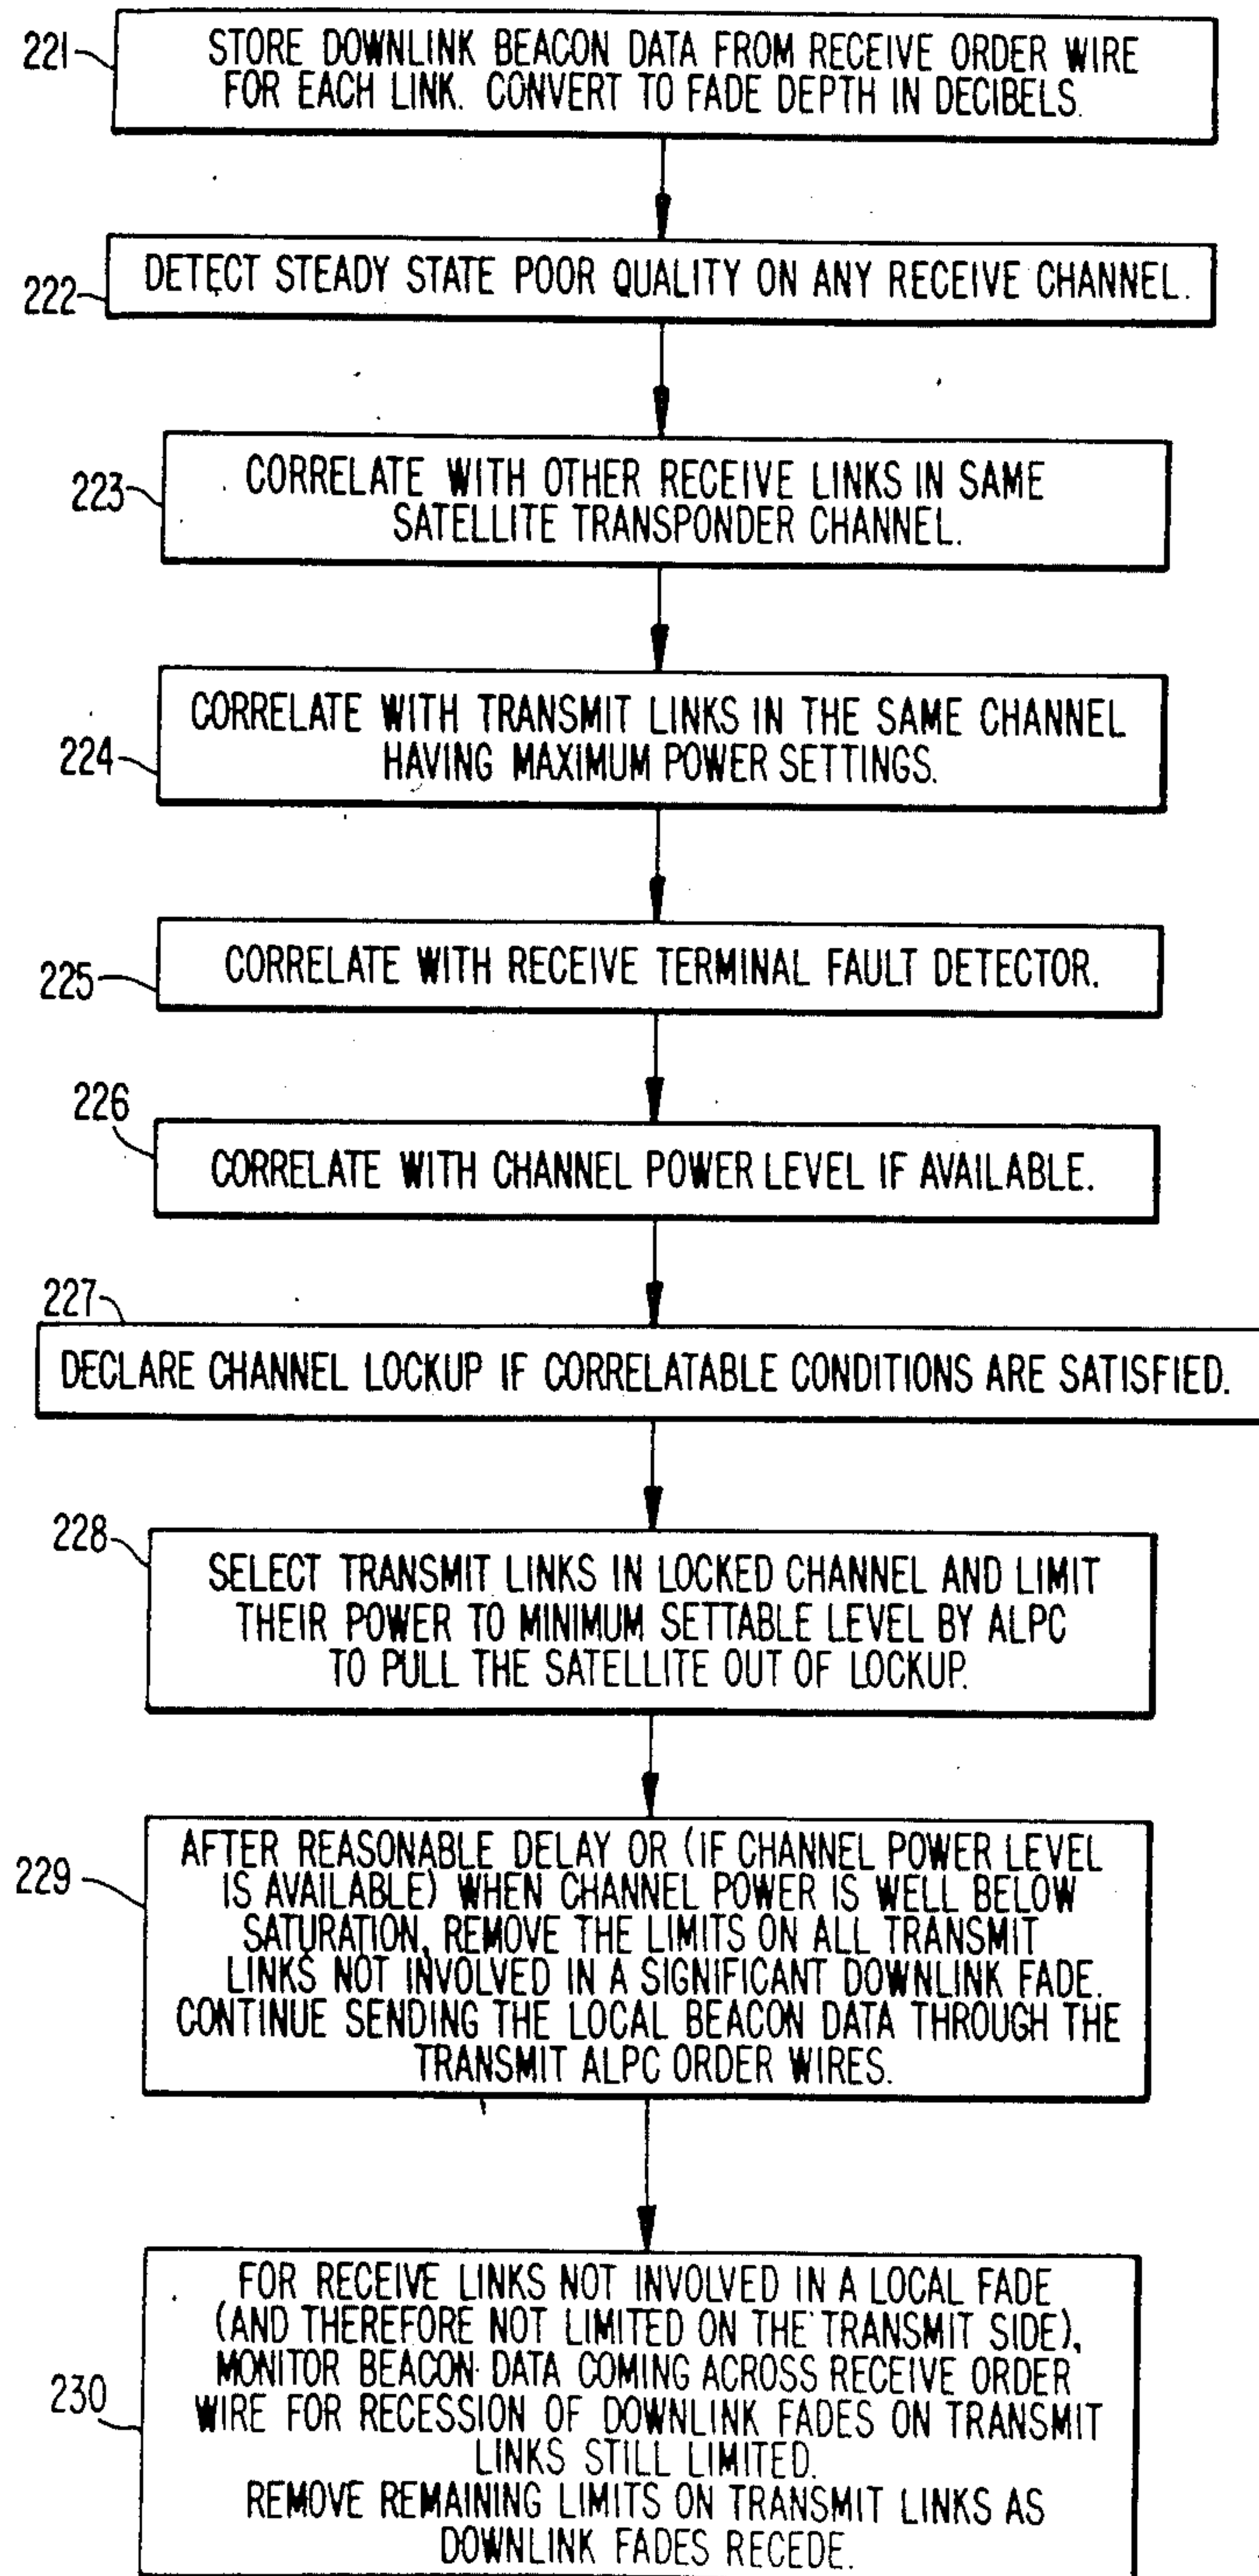 221
STORE DOWNLINK BEACON DATA FROM RECEIVE ORDER WIRE
FOR EACH LINK. CONVERT TO FADE DEPTH IN DECIBELS.
222
DETECT STEADY STATE POOR QUALITY ON ANY RECEIVE CHANNEL.
223
CORRELATE WITH OTHER RECEIVE LINKS IN SAME
SATELLITE TRANSPONDER CHANNEL.
224
CORRELATE WITH TRANSMIT LINKS IN THE SAME CHANNEL
HAVING MAXIMUM POWER SETTINGS.
225
CORRELATE WITH RECEIVE TERMINAL FAULT DETECTOR.
226
CORRELATE WITH CHANNEL POWER LEVEL IF AVAILABLE.
227
DECLARE CHANNEL LOCKUP IF CORRELATABLE CONDITIONS ARE SATISFIED.
228
SELECT TRANSMIT LINKS IN LOCKED CHANNEL AND LIMIT
THEIR POWER TO MINIMUM SETTABLE LEVEL BY ALPC
TO PULL THE SATELLITE OUT OF LOCKUP.
229
AFTER REASONABLE DELAY OR (IF CHANNEL POWER LEVEL
IS AVAILABLE) WHEN CHANNEL POWER IS WELL BELOW
SATURATION, REMOVE THE LIMITS ON ALL TRANSMIT
LINKS NOT INVOLVED IN A SIGNIFICANT DOWNLINK FADE.
CONTINUE SENDING THE LOCAL BEACON DATA THROUGH THE
TRANSMIT ALPC ORDER WIRES.
230
FOR RECEIVE LINKS NOT INVOLVED IN A LOCAL FADE
(AND THEREFORE NOT LIMITED ON THE TRANSMIT SIDE),
MONITOR BEACON DATA COMING ACROSS RECEIVE ORDER
WIRE FOR RECESSION OF DOWNLINK FADES ON TRANSMIT
LINKS STILL LIMITED.
REMOVE REMAINING LIMITS ON TRANSMIT LINKS AS
DOWNLINK FADES RECEDE.